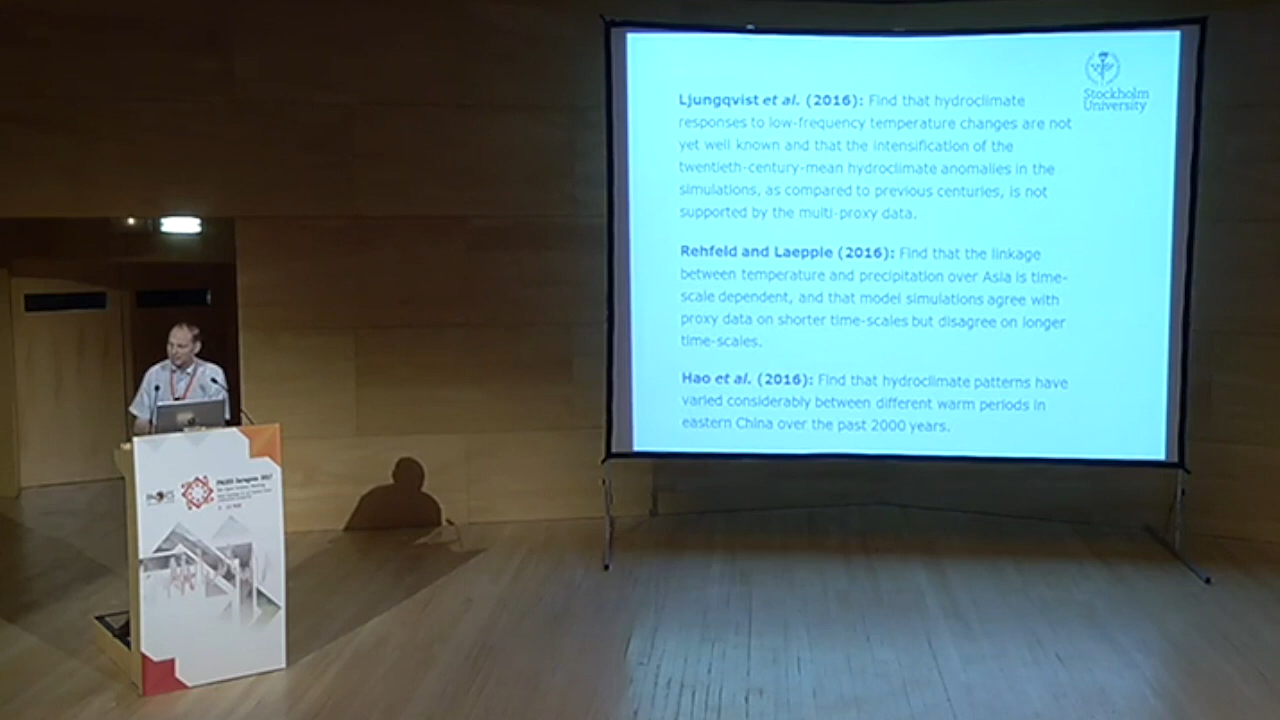 Stockholm
University
Ljungqvist et al. (2016): Find that hydroclimate
responses to low-frequency temperature changes are not
yet well known and that the intensification of the
twentieth-century-mean hydroclimate anomalies in the
simulations, as compared to previous centuries, is not
supported by the multi-proxy data.
Rehfeld and Laepple (2016): Find that the linkage
between temperature and precipitation over Asia is time-
scale dependent, and that model simulations agree with
proxy data on shorter time-scales but disagree on longer
time-scales.
Hao et al. (2016): Find that hydroclimate patterns have
varied considerably between different warm periods in
eastern China over the past 2000 years.
PAGES Zaragoza 2017